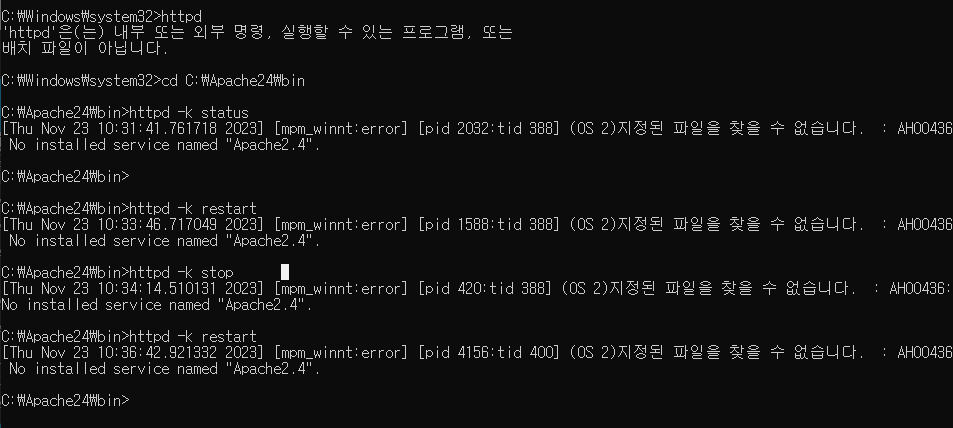 C:₩Windows₩system32>httpd
'httpd'은(는) 내부 또는 외부 명령, 실행할 수 있는 프로그램, 또는
배치 파일이 아닙니다.
C:₩Windows₩system32>cd C:₩Apache24₩bin
C:₩Apache24₩bin>httpd -k status
[Thu Nov 23 10:31:41.761718 2023] [mpm_winnt:error] [pid 2032:tid 388] (OS 2)지정된 파일을 찾을 수 없습니다.  : AH00436
No installed service named "Apache2.4".
C:₩Apache24₩bin>
C:₩Apache24₩bin>httpd -k restart
[Thu Nov 23 10:33:46.717049 2023] [mpm_winnt:error] [pid 1588:tid 388] (OS 2)지정된 파일을 찾을 수 없습니다.  : AH00436
No installed service named "Apache2.4".
C:₩Apache24₩bin>httpd -k stop
[Thu Nov 23 10:34:14.510131 2023] [mpm_winnt:error] [pid 420:tid 388] (OS 2)지정된 파일을 찾을 수 없습니다.  : AH00436:
No installed service named "Apache2.4".
C:₩Apache24₩bin>httpd -k restart
[Thu Nov 23 10:36:42.921332 2023] [mpm_winnt:error] [pid 4156:tid 400] (OS 2)지정된 파일을 찾을 수 없습니다.  : AH00436
No installed service named "Apache2.4".
C:₩Apache24₩bin>